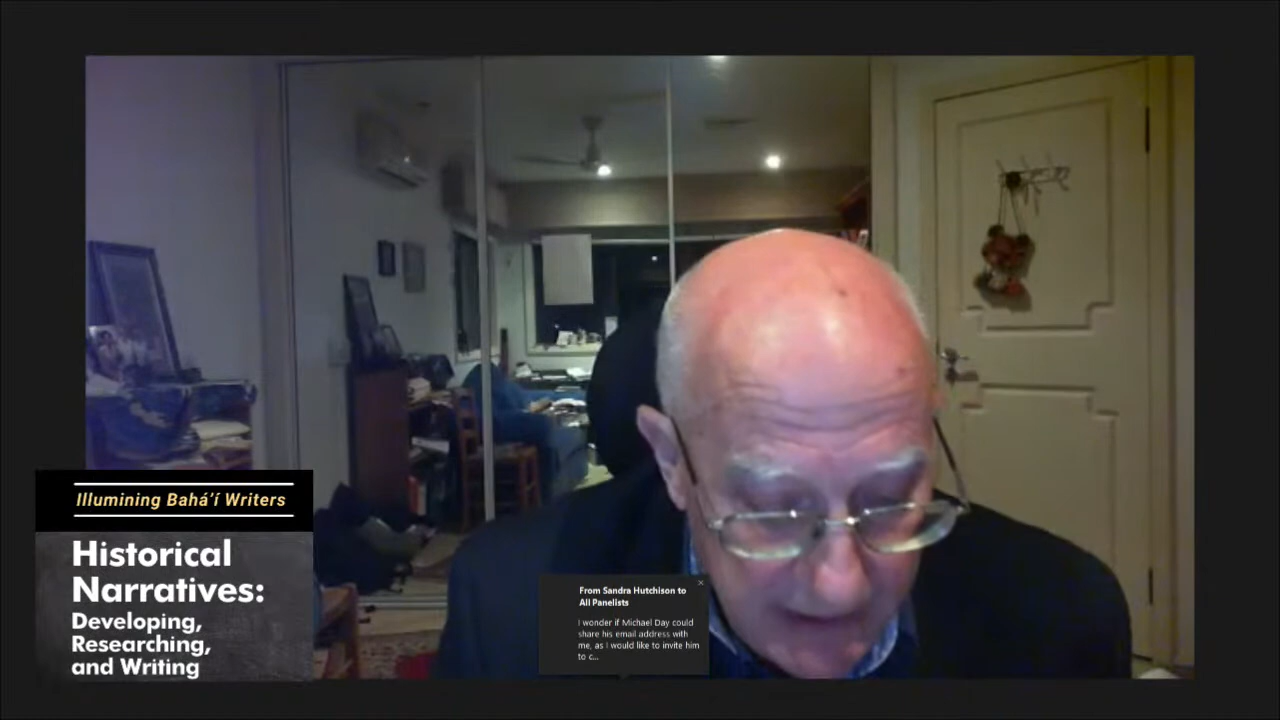 Illumining Bahá'í Writers
Historical
Narratives:
Developing,
Researching,
and Writing
From Sandra Hutchison to
All Panelists
I wonder if Michael Day could
share his email address with
me, as I would like to invite him
to c...